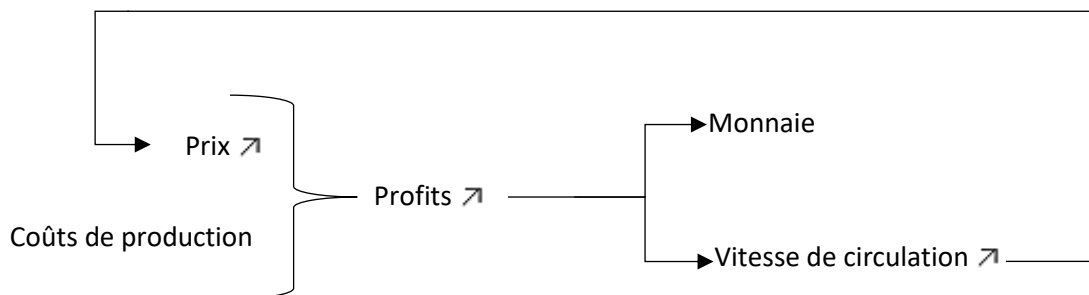 Monnaie
Prix ↗
Profits ↗
Coûts de production
Vitesse de circulation ↗